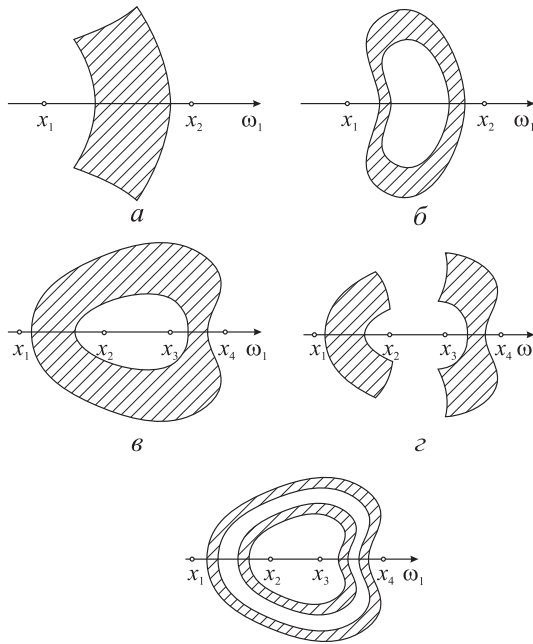 x₁ x₂ ω₁
x₁ x₂ ω₁
а
б
x₁ x₂ x₃ x₄ ω₁
x₁ x₂ x₃ x₄ ω
в
г
x₁ x₂ x₃ x₄ ω₁